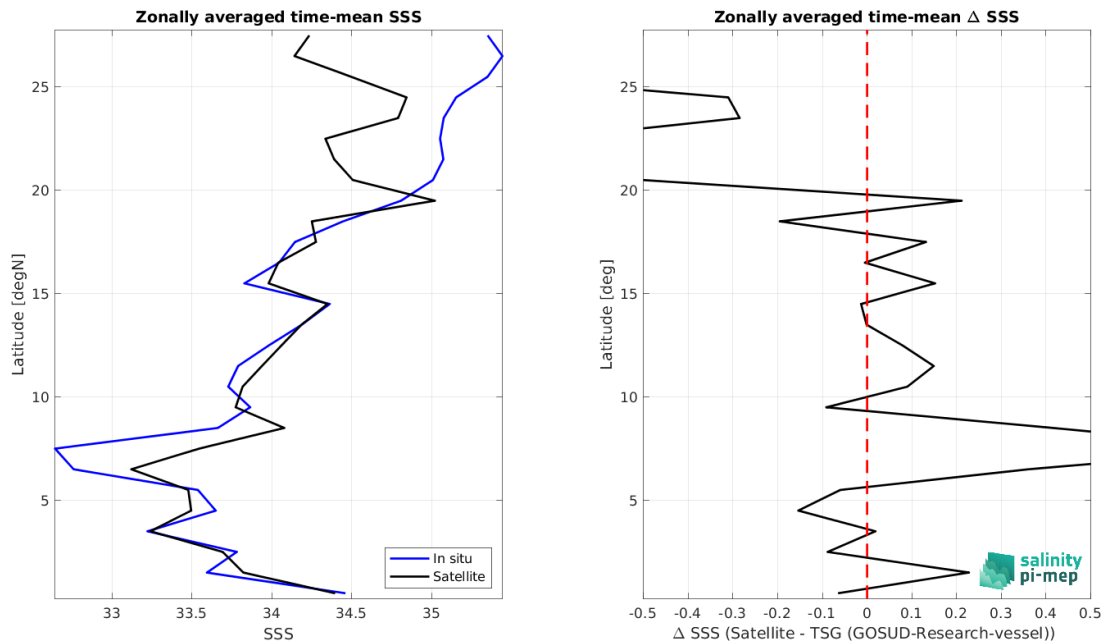 Zonally averaged time-mean SSS
25
20
15
10
5
Latitude [degN]
33
33.5
34
34.5
35
SSS
In situ
Satellite
Zonally averaged time-mean Δ SSS
25
20
15
10
5
Latitude [deg]
-0.5
-0.4
-0.3
-0.2
-0.1
0
0.1
0.2
0.3
0.4
0.5
Δ SSS (Satellite - TSG (GOSUD-Research-vessel))
salinity
pi-mep